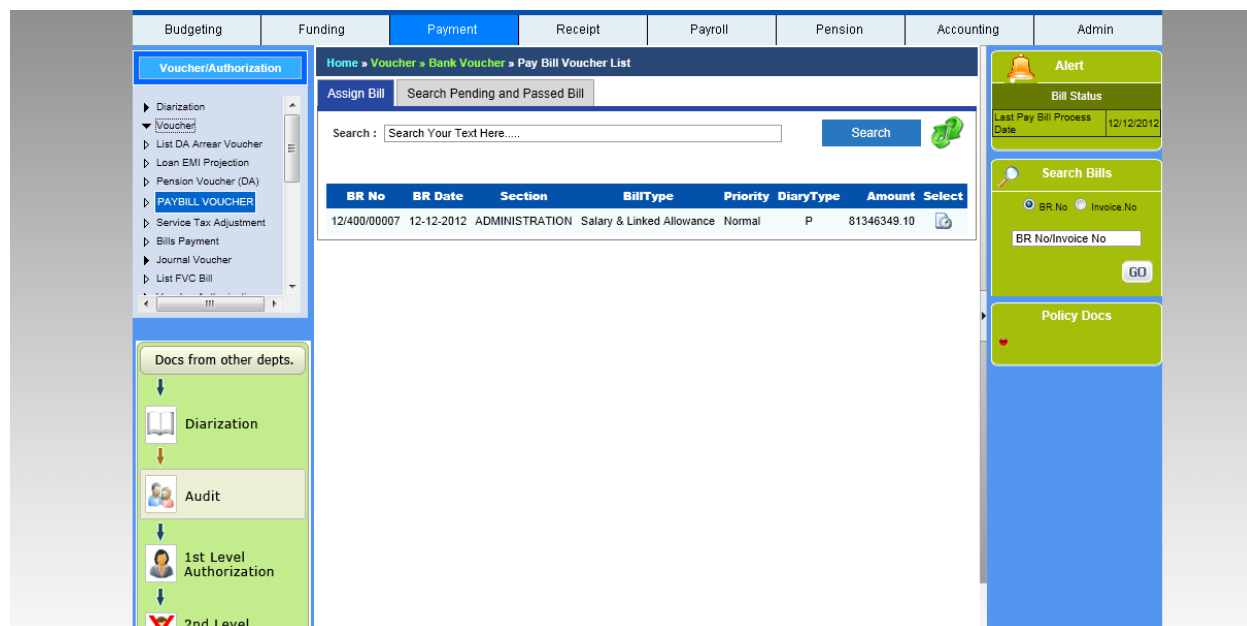 Budgeting Funding Payment Receipt Payroll Pension Accounting Admin
Voucher/Authorization
Diarization
Voucher
List DA Arrear Voucher
Loan EMI Projection
Pension Voucher (DA)
PAYBILL VOUCHER
Service Tax Adjustment
Bills Payment
Journal Voucher
List FVC Bill
Docs from other depts.
Diarization
Audit
1st Level
Authorization
2nd Level
Home » Voucher » Bank Voucher » Pay Bill Voucher List
Assign Bill Search Pending and Passed Bill
Search : Search Your Text Here..... Search
BR No BR Date Section BillType Priority DiaryType Amount Select
12/400/00007 12-12-2012 ADMINISTRATION Salary & Linked Allowance Normal P 81346349.10
Alert
Bill Status
Last Pay Bill Process
Date
12/12/2012
Search Bills
BR.No Invoice.No
BR No/Invoice No
GO
Policy Docs